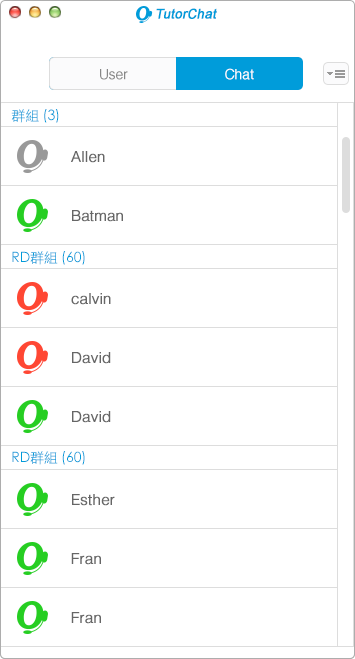 TutorChat
User
Chat
群組 (3)
Allen
Batman
RD群組 (60)
calvin
David
David
RD群組 (60)
Esther
Fran
Fran